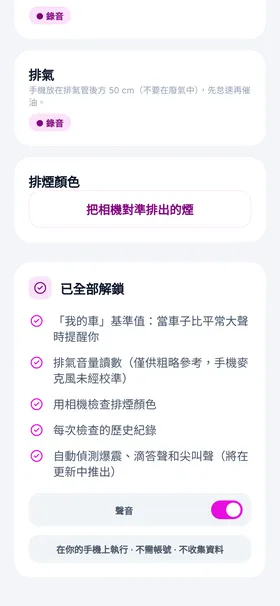 錄音
排氣
手機放在排氣管後方 50 cm（不要在廢氣中），先怠速再催
油。
錄音
排煙顏色
把相機對準排出的煙
已全部解鎖
「我的車」基準值：當車子比平常大聲
時提醒你
排氣音量讀數（僅供粗略參考，手機麥
克風未經校準）
用相機檢查排煙顏色
每次檢查的歷史紀錄
自動偵測爆震、滴答聲和尖叫聲（將在
更新中推出）
聲音
在你的手機上執行 · 不需帳號 · 不收集資料